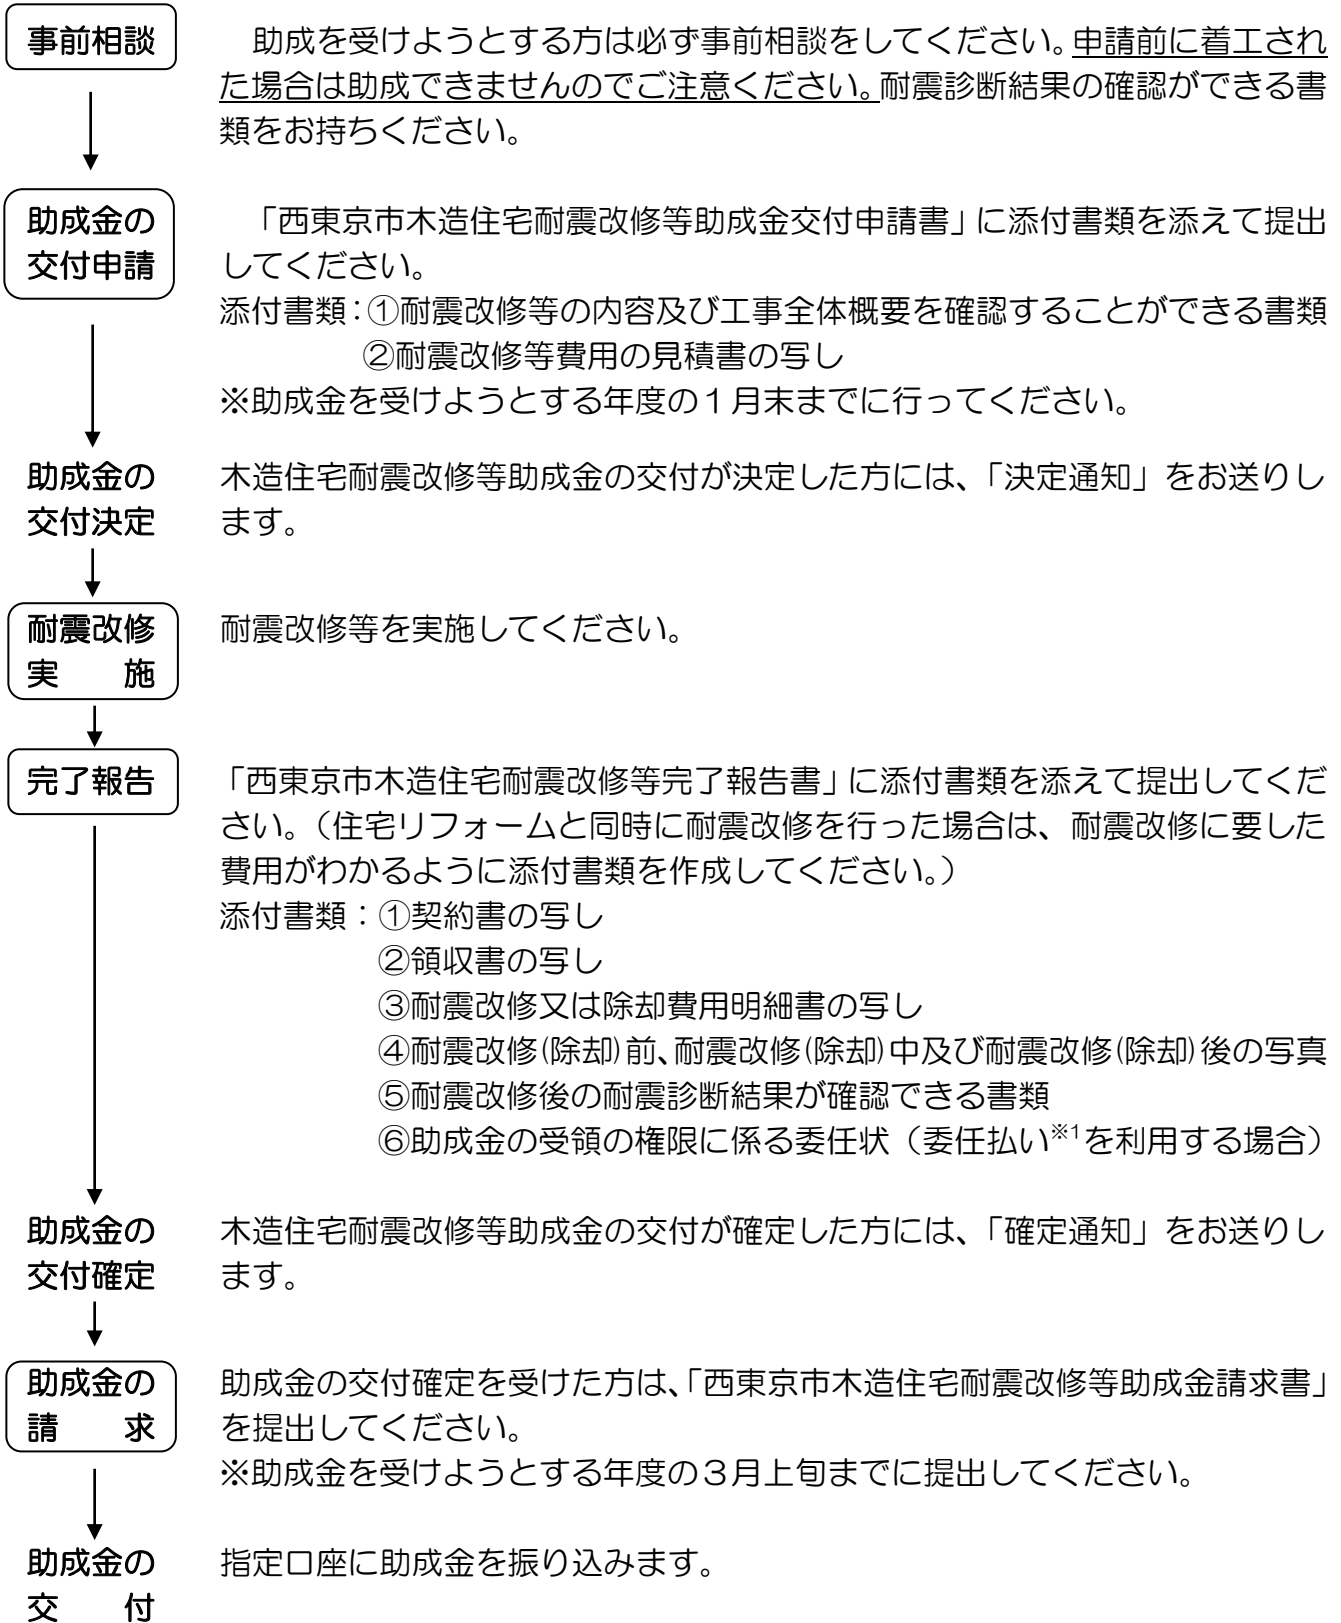 事前相談
　助成を受けようとする方は必ず事前相談をしてください。申請前に着工され
た場合は助成できませんのでご注意ください。耐震診断結果の確認ができる書
類をお持ちください。
助成金の
交付申請
　「西東京市木造住宅耐震改修等助成金交付申請書」に添付書類を添えて提出
してください。
添付書類：①耐震改修等の内容及び工事全体概要を確認することができる書類
②耐震改修等費用の見積書の写し
※助成金を受けようとする年度の１月末までに行ってください。
助成金の
交付決定
木造住宅耐震改修等助成金の交付が決定した方には、「決定通知」をお送りし
ます。
耐震改修
実　　施
耐震改修等を実施してください。
完了報告
「西東京市木造住宅耐震改修等完了報告書」に添付書類を添えて提出してくだ
さい。（住宅リフォームと同時に耐震改修を行った場合は、耐震改修に要した
費用がわかるように添付書類を作成してください。）
添付書類：①契約書の写し
②領収書の写し
③耐震改修又は除却費用明細書の写し
④耐震改修(除却)前、耐震改修(除却)中及び耐震改修(除却)後の写真
⑤耐震改修後の耐震診断結果が確認できる書類
⑥助成金の受領の権限に係る委任状（委任払い※1を利用する場合）
助成金の
交付確定
木造住宅耐震改修等助成金の交付が確定した方には、「確定通知」をお送りし
ます。
助成金の
請　　求
助成金の交付確定を受けた方は、「西東京市木造住宅耐震改修等助成金請求書」
を提出してください。
※助成金を受けようとする年度の３月上旬までに提出してください。
助成金の
交　　付
指定口座に助成金を振り込みます。